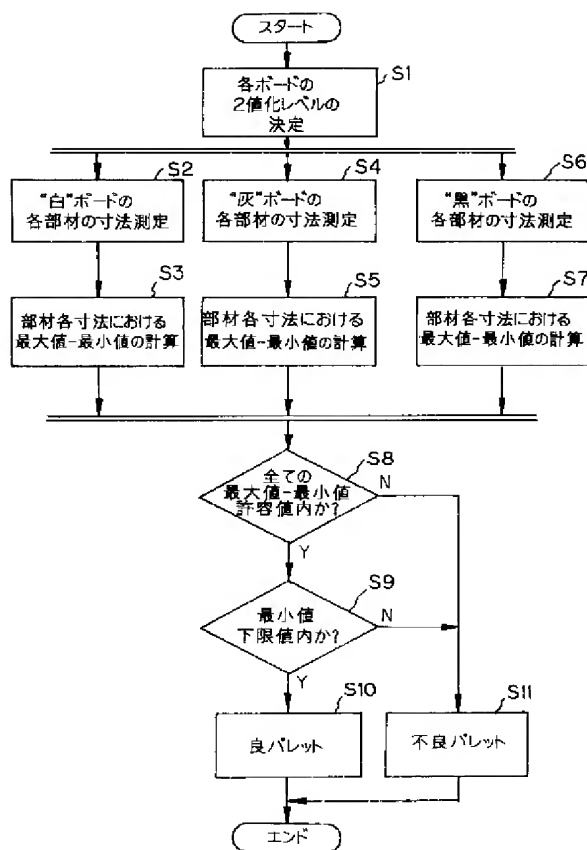 スタート
S1
各ボードの
2値化レベルの
決定
S2
"白"ボードの
各部材の寸法測定
S4
"灰"ボードの
各部材の寸法測定
S6
"黒"ボードの
各部材の寸法測定
S3
部材各寸法における
最大値-最小値の計算
S5
部材各寸法における
最大値-最小値の計算
S7
部材各寸法における
最大値-最小値の計算
S8
全ての
最大値-最小値
許容値内か?
N
Y
S9
最小値
下限値内か?
N
Y
S10
良パレット
S11
不良パレット
エンド